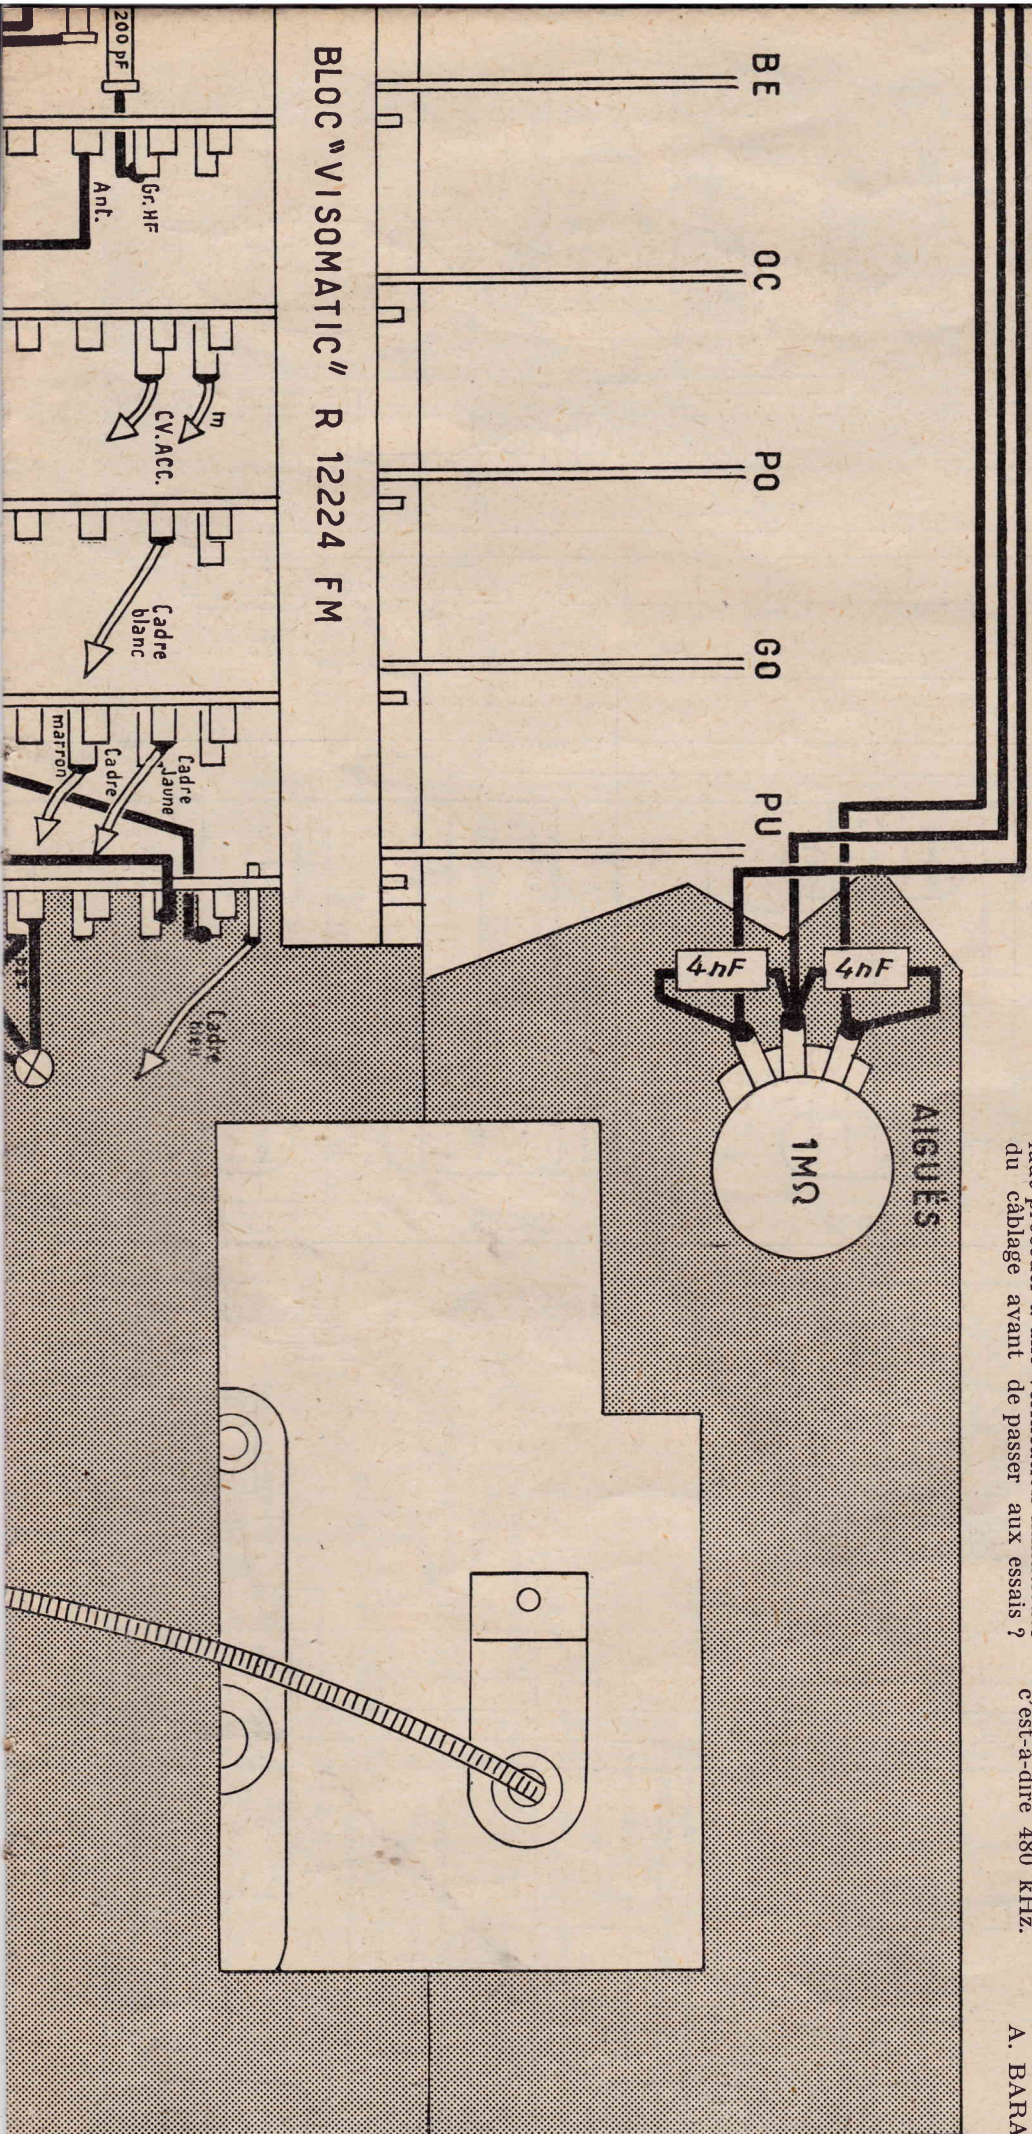 BE
OC
PO
GO
PU
BLOC "VISOMATIC" R 12224 FM
200 pF
Gr. HF
Ant.
m
CV. ACC.
Cadre
blanc
Cadre
Jaune
Cadre
marron
Cadre
4nF
4nF
AIGUËS
1MΩ
du câblage avant de passer aux essais ?
c'est-à-dire 480 kHz.
A. BARA